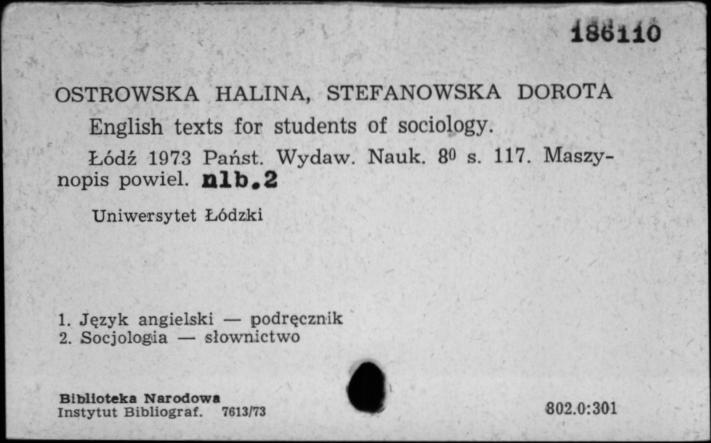 186110
OSTROWSKA HALINA, STEFANOWSKA DOROTA
English texts for students of sociology.
Łódź 1973 Państ. Wydaw. Nauk. 8⁰ s. 117. Maszy-
nopis powiel. nlb.2
Uniwersytet Łódzki
1. Język angielski — podręcznik
2. Socjologia — słownictwo
Biblioteka Narodowa
Instytut Bibliograf. 7613/73
802.0:301